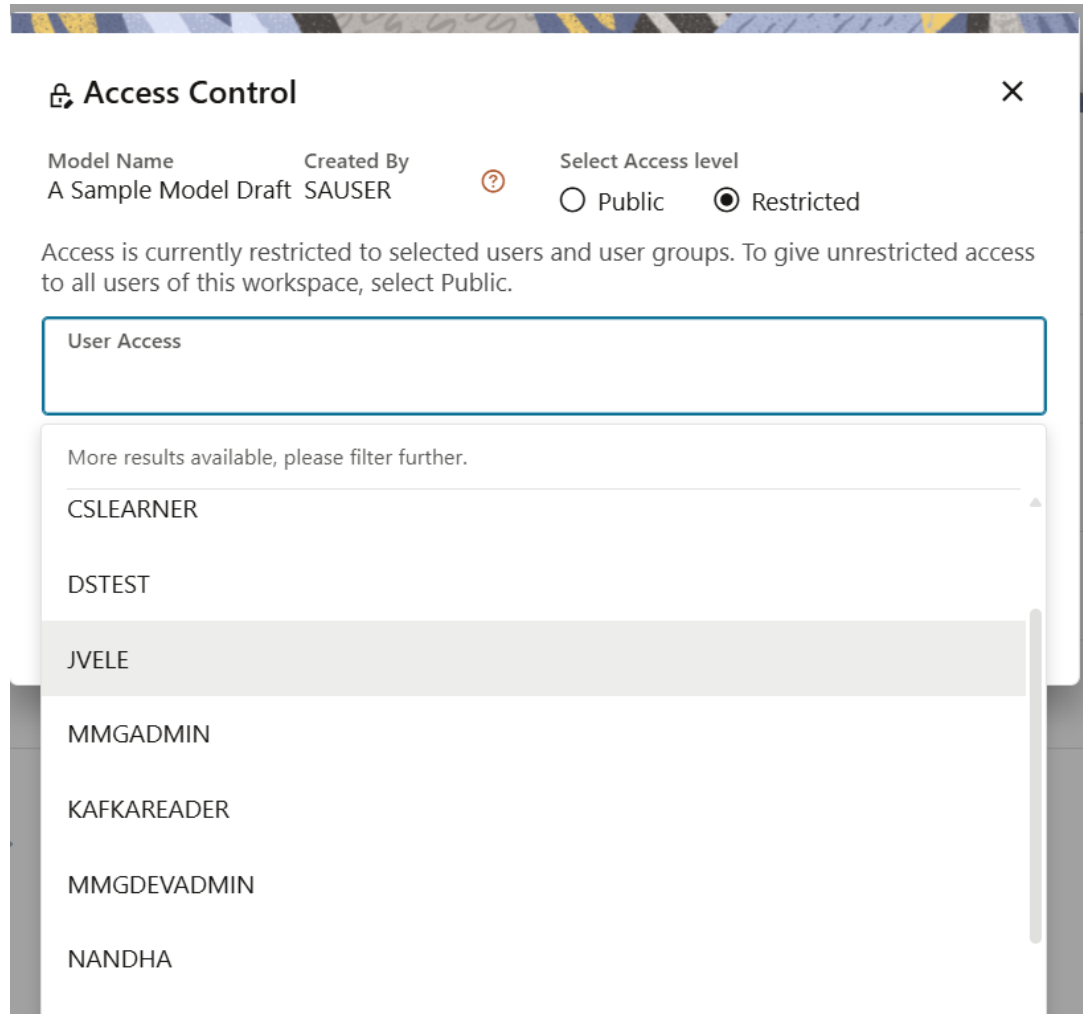 Access Control
Model Name Created By Select Access level
A Sample Model Draft SAUSER Public Restricted
Access is currently restricted to selected users and user groups. To give unrestricted access
to all users of this workspace, select Public.
User Access
More results available, please filter further.
CSLEARNER
DSTEST
JVELE
MMGADMIN
KAFKAREADER
MMGDEVADMIN
NANDHA